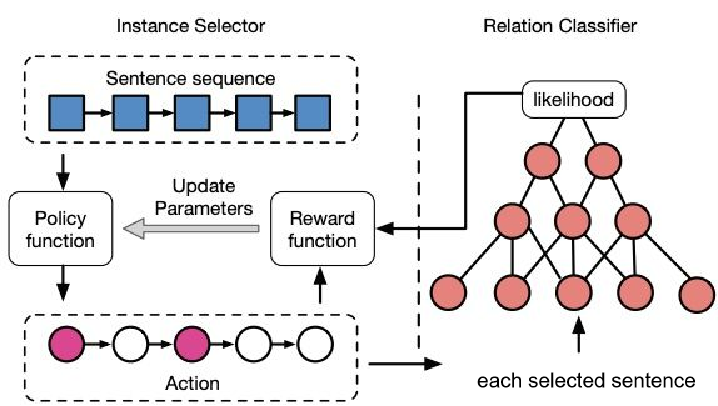 Instance Selector
Relation Classifier
Sentence sequence
likelihood
Update
Parameters
Policy
function
Reward
function
Action
each selected sentence